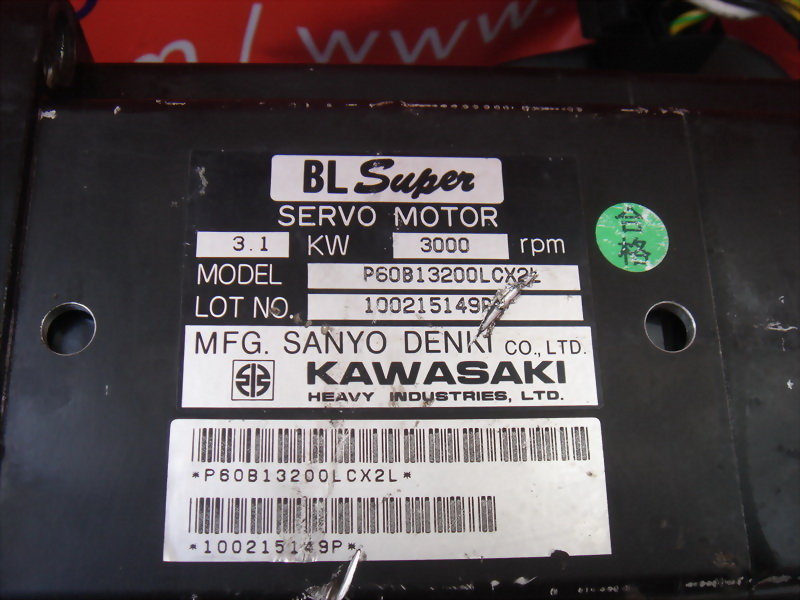 m/www.
BL Super
SERVO MOTOR
3.1 KW 3000 rpm
MODEL P60B13200LCX2L
LOT NO. 100215149P
MFG. SANYO DENKI CO., LTD.
KAWASAKI
HEAVY INDUSTRIES, LTD.
*P60B13200LCX2L*
*100215149P*
合格